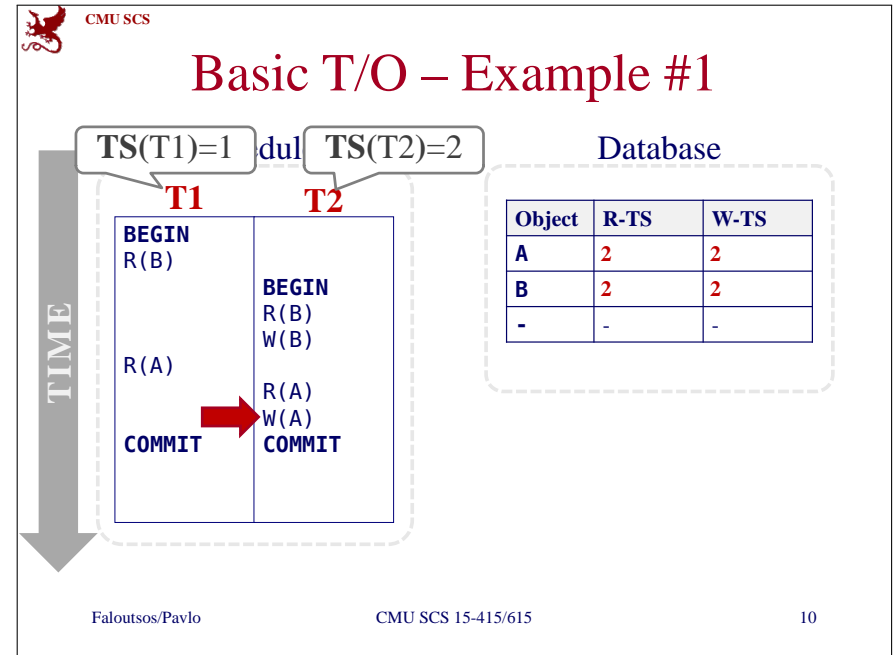 CMU SCS
Basic T/O – Example #1
TS(T1)=1 edul TS(T2)=2 Database
T1 T2
TIME
BEGIN
R(B)
BEGIN
R(B)
W(B)
R(A)
R(A)
W(A)
COMMIT COMMIT
Object R-TS W-TS
A 2 2
B 2 2
- - -
Faloutsos/Pavlo CMU SCS 15-415/615 10